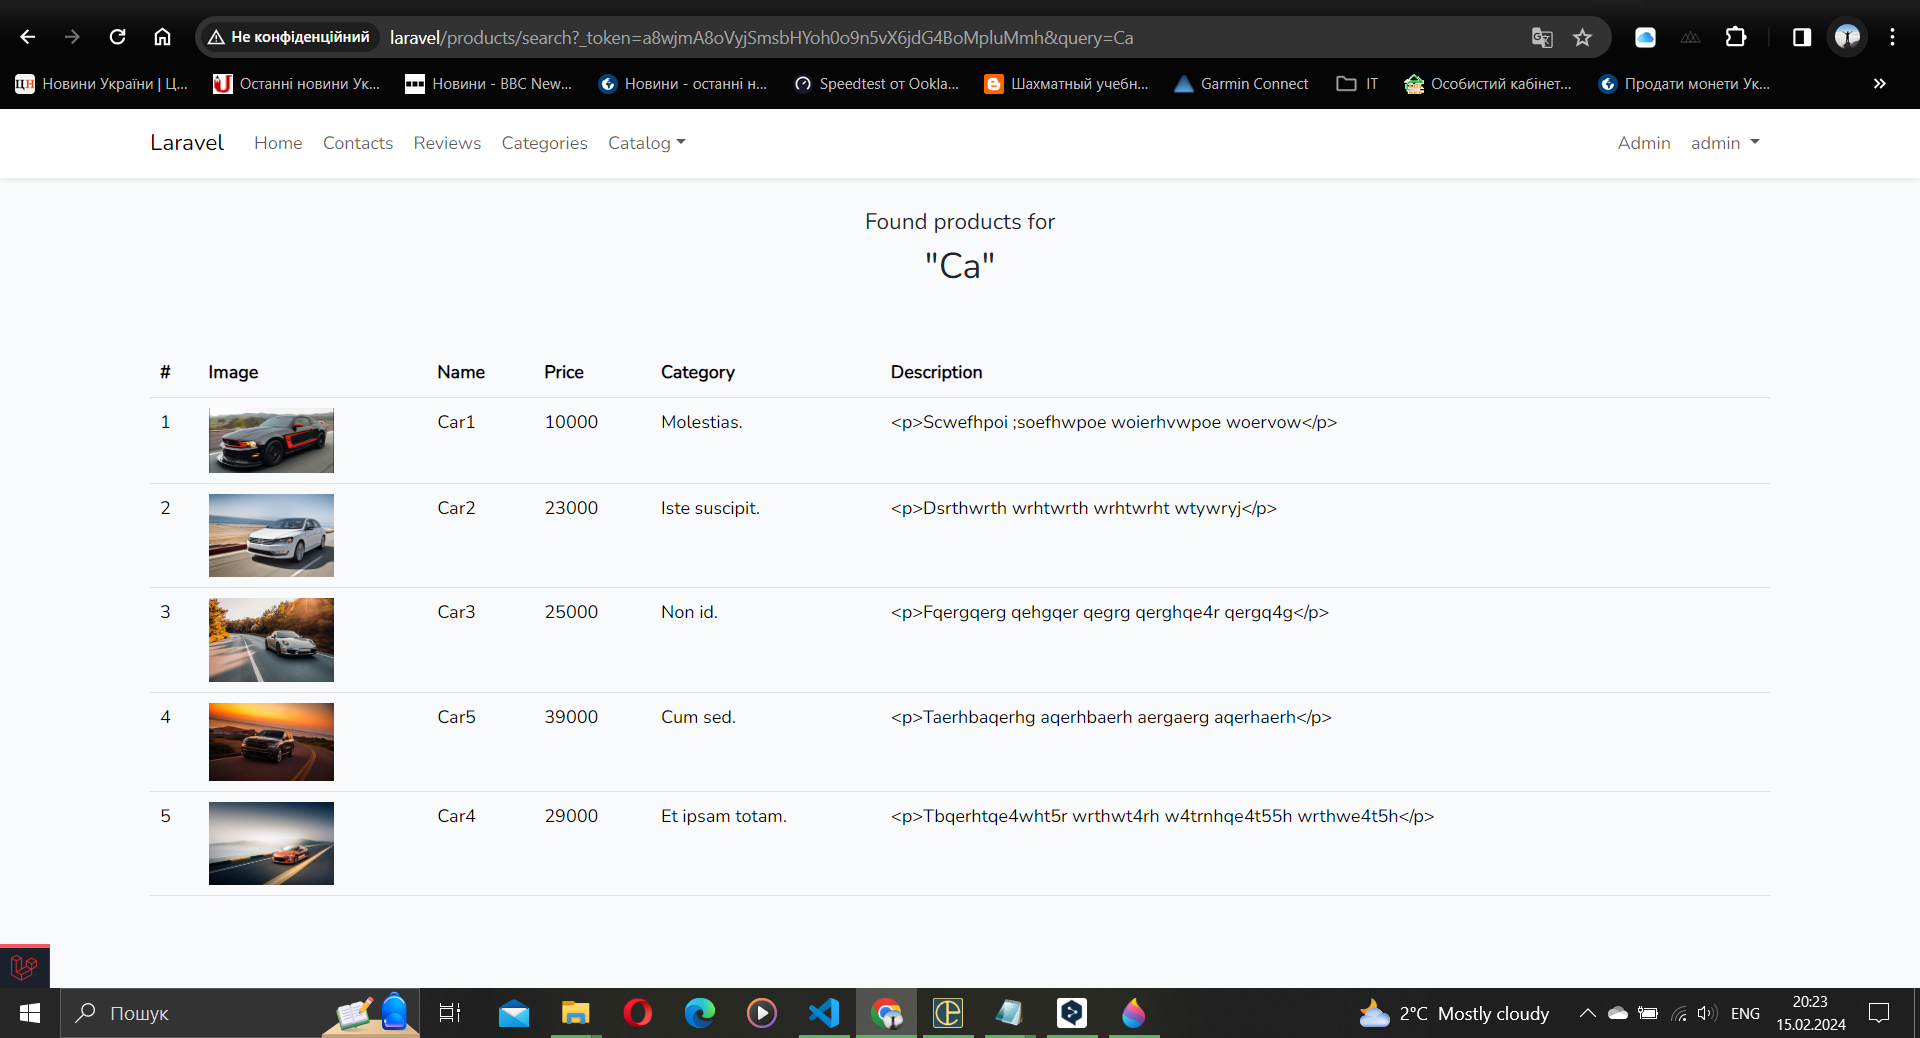 Не конфіденційний laravel/products/search?_token=a8wjmA8oVyjSmsbHYoh0o9n5vX6jdG4BoMpluMmh&query=Ca
Новини України | Ц... Останні новини Ук... Новини - BBC New... Новини - останні н... Speedtest от Ookla... Шахматный учебн... Garmin Connect IT Особистий кабінет... Продати монети Ук...
Laravel Home Contacts Reviews Categories Catalog Admin admin
Found products for
"Ca"
# Image Name Price Category Description
1 Car1 10000 Molestias. <p>Scwefhpoi ;soefhwpoe woierhvwpoe woervow</p>
2 Car2 23000 Iste suscipit. <p>Dsrthwrth wrhtwrth wrhtwrht wtywryj</p>
3 Car3 25000 Non id. <p>Fqergqerg qehgqer qegrg qerghqe4r qergq4g</p>
4 Car5 39000 Cum sed. <p>Taerhbaqerhg aqerhbaerh aergaerg aqerhaerh</p>
5 Car4 29000 Et ipsam totam. <p>Tbqerhtqe4wht5r wrthwt4rh w4trnhqe4t55h wrthwe4t5h</p>
Пошук 2°C Mostly cloudy ENG 20:23
15.02.2024